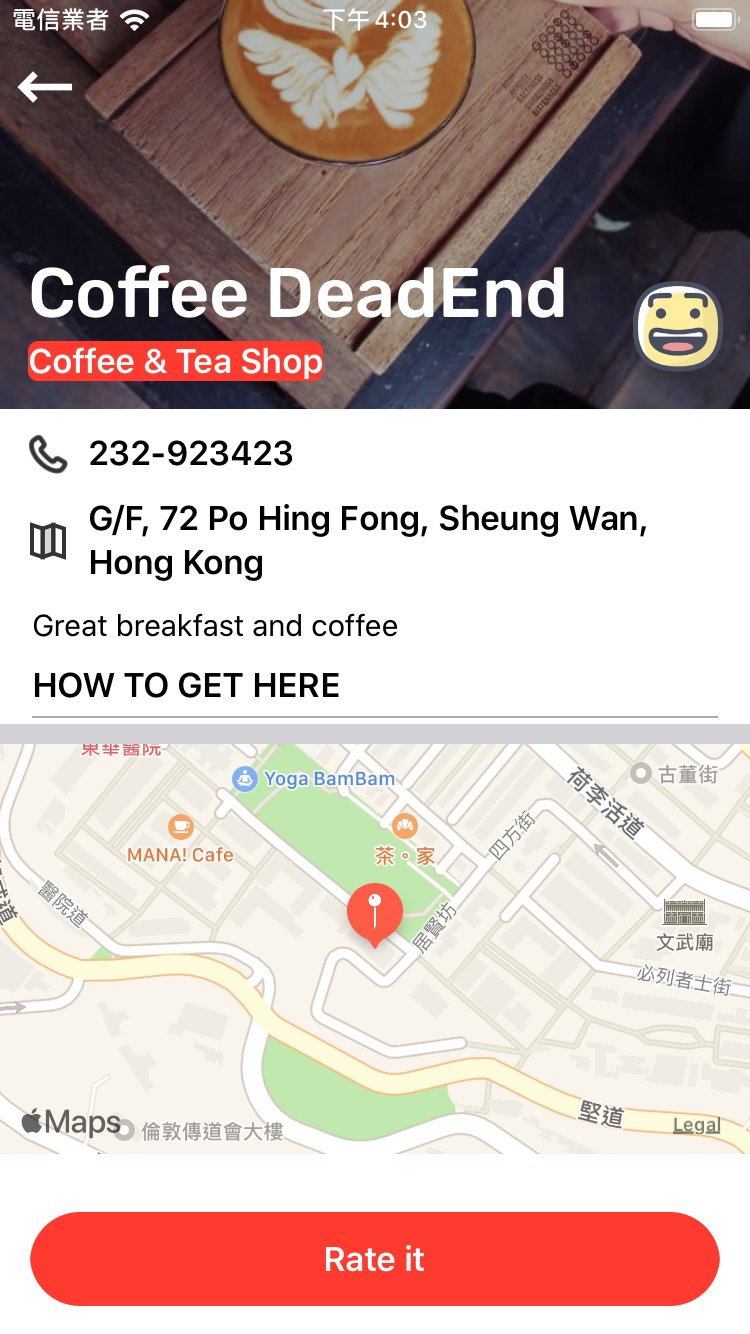 電信業者
下午4:03
Coffee DeadEnd
Coffee & Tea Shop
232-923423
G/F, 72 Po Hing Fong, Sheung Wan,
Hong Kong
Great breakfast and coffee
HOW TO GET HERE
東華醫院
Yoga BamBam
古董街
荷李活道
MANA! Cafe
茶。家
四方街
醫院道
居賢坊
文武廟
必列者士街
堅道
Maps
倫敦傳道會大樓
Legal
Rate it